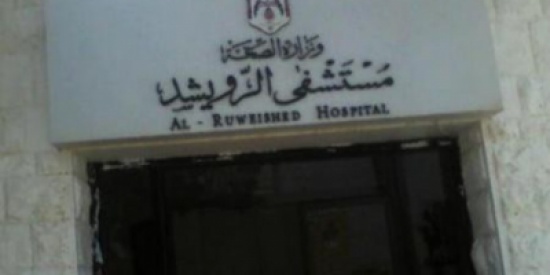 وزارة الصحة
مستشفى الرويشد
AL - RUWEISHED HOSPITAL